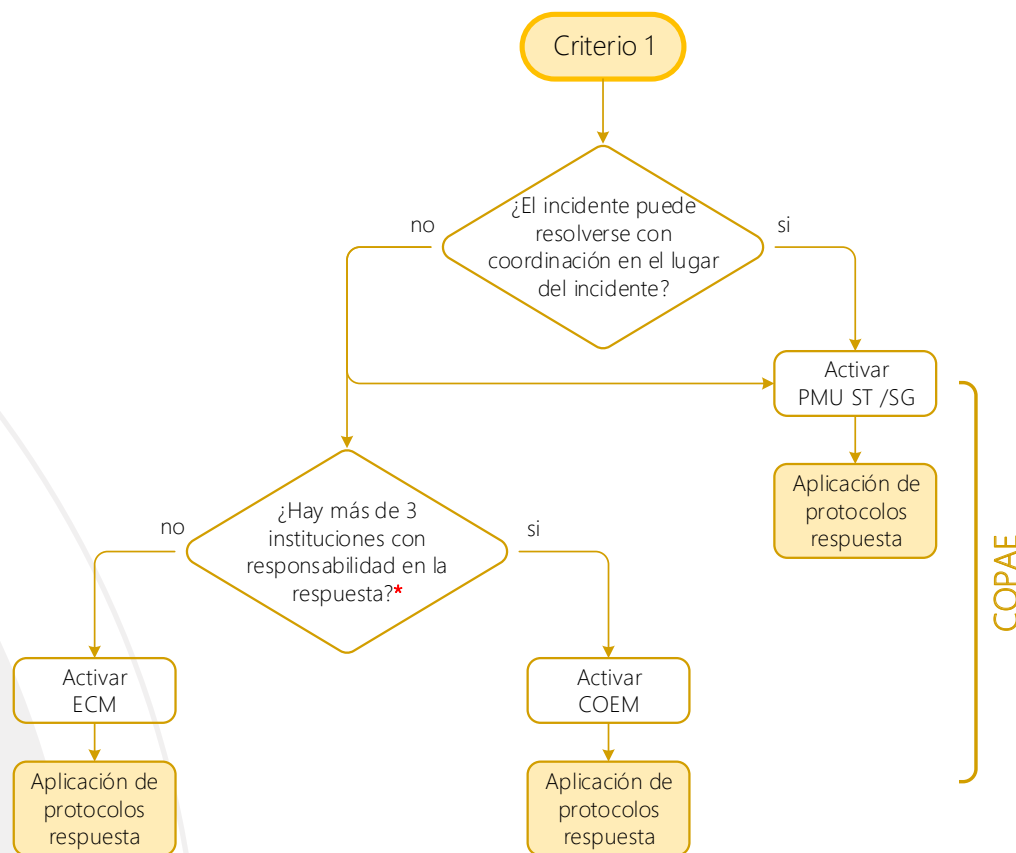 Criterio 1
¿El incidente puede
resolverse con
coordinación en el lugar
del incidente?
no
si
Activar
PMU ST /SG
Aplicación de
protocolos
respuesta
¿Hay más de 3
instituciones con
responsabilidad en la
respuesta?*
no
si
Activar
ECM
Activar
COEM
Aplicación de
protocolos
respuesta
Aplicación de
protocolos
respuesta
COPAE